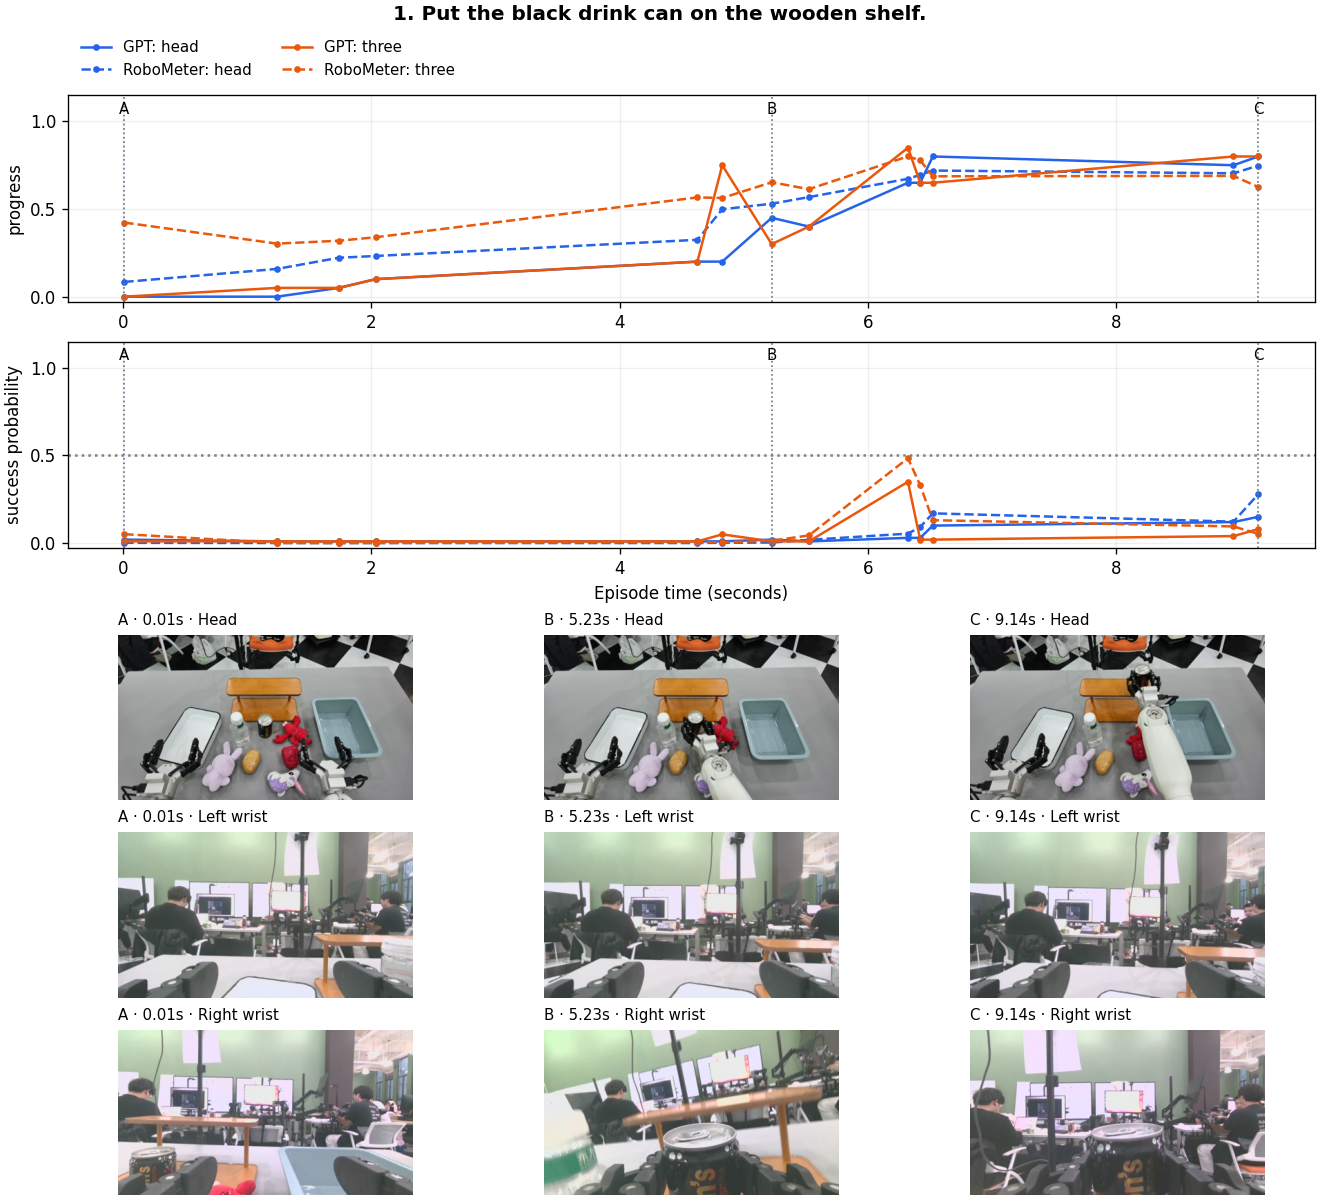 1. Put the black drink can on the wooden shelf.
GPT: head
GPT: three
RoboMeter: head
RoboMeter: three
A
B
C
1.0
0.5
0.0
progress
0
2
4
6
8
A
B
C
1.0
0.5
0.0
success probability
0
2
4
6
8
Episode time (seconds)
A · 0.01s · Head
B · 5.23s · Head
C · 9.14s · Head
A · 0.01s · Left wrist
B · 5.23s · Left wrist
C · 9.14s · Left wrist
A · 0.01s · Right wrist
B · 5.23s · Right wrist
C · 9.14s · Right wrist